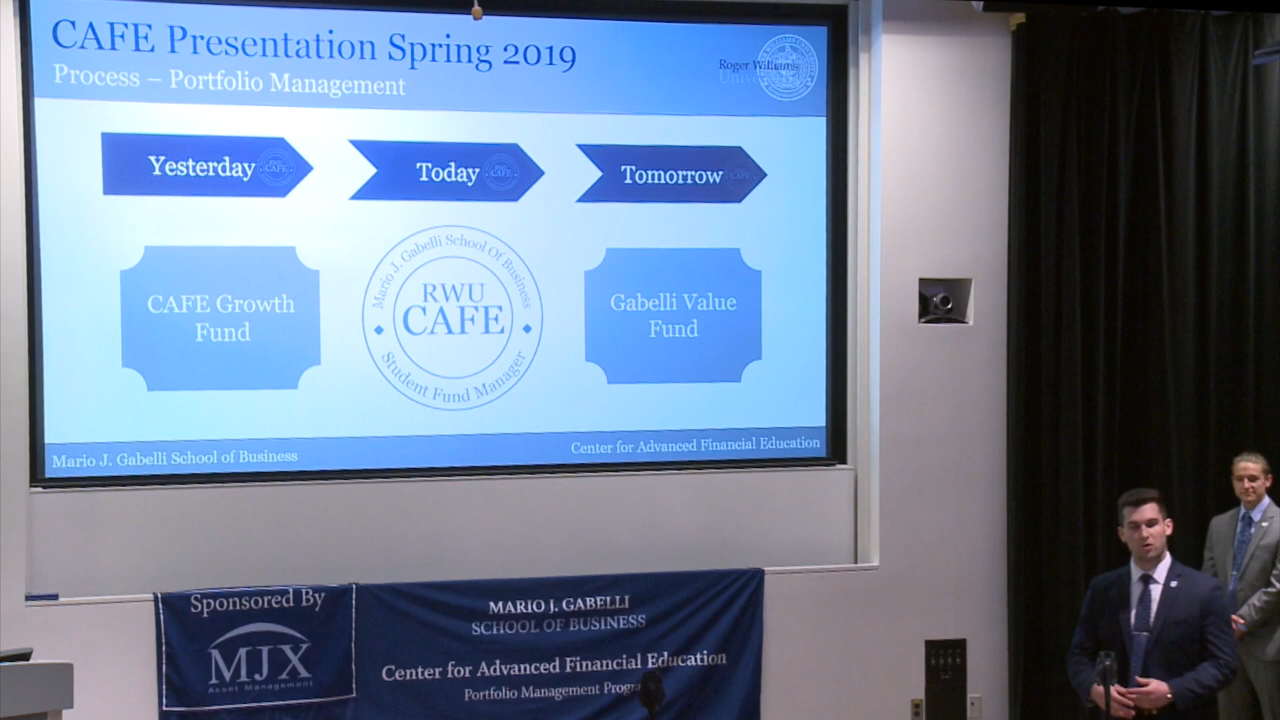 CAFE Presentation Spring 2019
Process – Portfolio Management
Roger Williams
Yesterday
Today
Tomorrow
CAFE Growth
Fund
Mario J. Gabelli School Of Business
RWU
CAFE
Student Fund Manager
Gabelli Value
Fund
Mario J. Gabelli School of Business
Center for Advanced Financial Education
Sponsored By
MJX
Asset Management
MARIO J. GABELLI
SCHOOL OF BUSINESS
Center for Advanced Financial Education
Portfolio Management